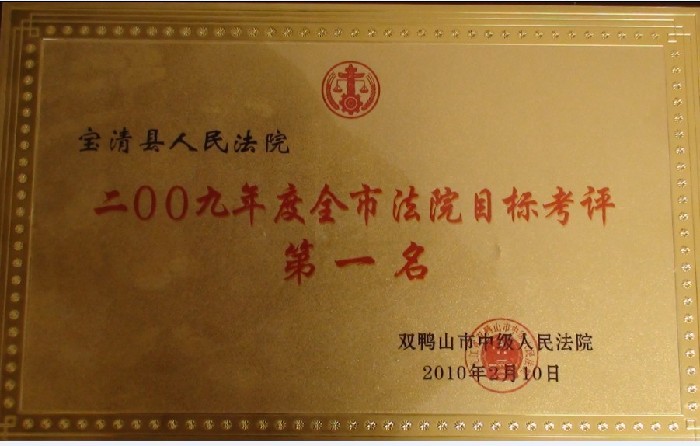 宝清县人民法院
二〇〇九年度全市法院目标考评
第一名
双鸭山市中级人民法院
2010年2月10日